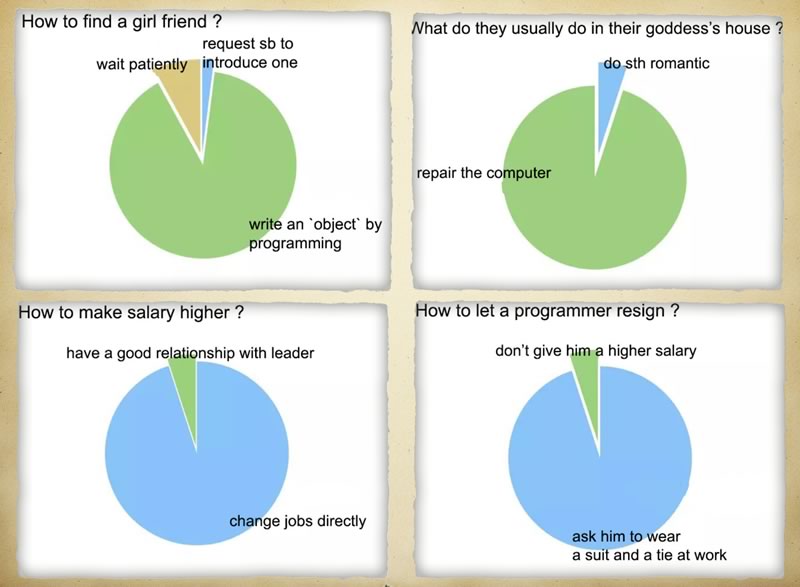 How to find a girl friend ?
request sb to
introduce one
wait patiently
write an `object` by
programming
What do they usually do in their goddess's house ?
do sth romantic
repair the computer
How to make salary higher ?
have a good relationship with leader
change jobs directly
How to let a programmer resign ?
don't give him a higher salary
ask him to wear
a suit and a tie at work